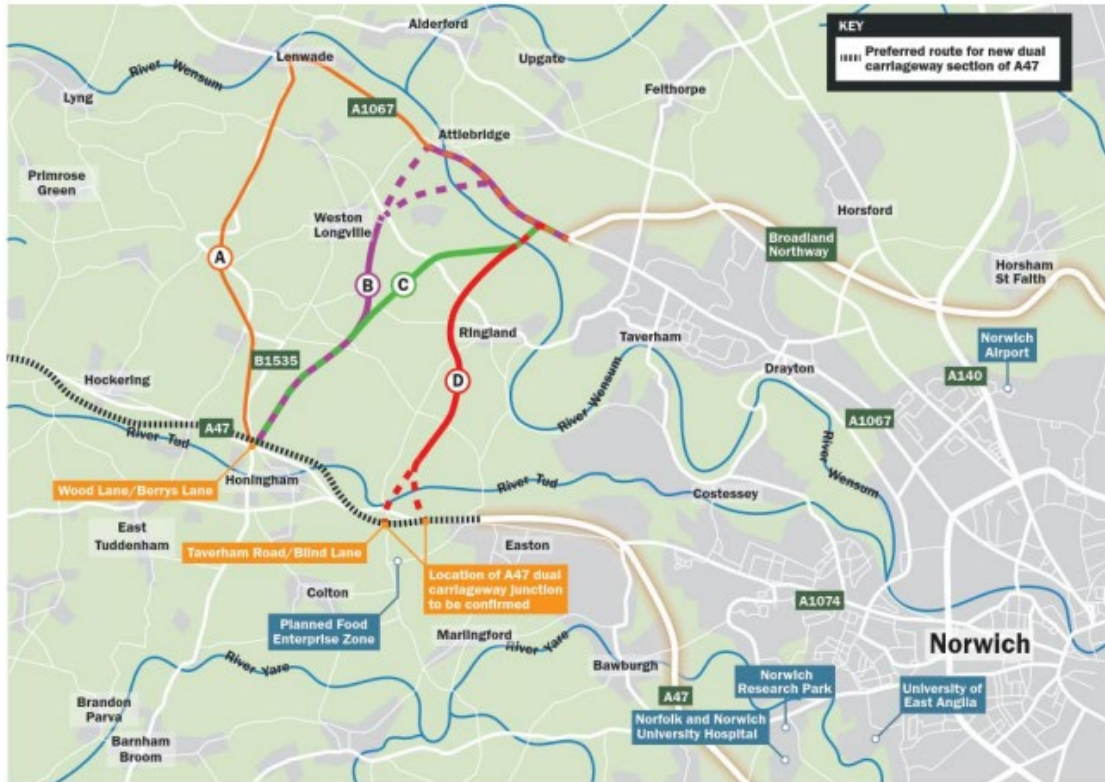 KEY
Preferred route for new dual
carriageway section of A47
Alderford
Lenwade
River Wensum
Upgate
Lyng
A1067
Felthorpe
Attlebridge
Primrose
Green
Weston
Longville
Horsford
Broadland
Northway
A
Horsham
St Faith
B
C
B1535
Ringland
Taverham
Norwich
Airport
Hockering
D
Drayton
A140
River Wensum
A47
River Tud
A1067
River
Wensum
Wood Lane/Berrys Lane
Honingham
River Tud
Costessey
East
Tuddenham
Taverham Road/Blind Lane
Easton
Location of A47 dual
carriageway junction
to be confirmed
Colton
A1074
Planned Food
Enterprise Zone
Marlingford
River Yare
Norwich
River Yare
Bawburgh
Norwich
Research Park
University of
East Anglia
A47
Brandon
Parva
Norfolk and Norwich
University Hospital
Barnham
Broom